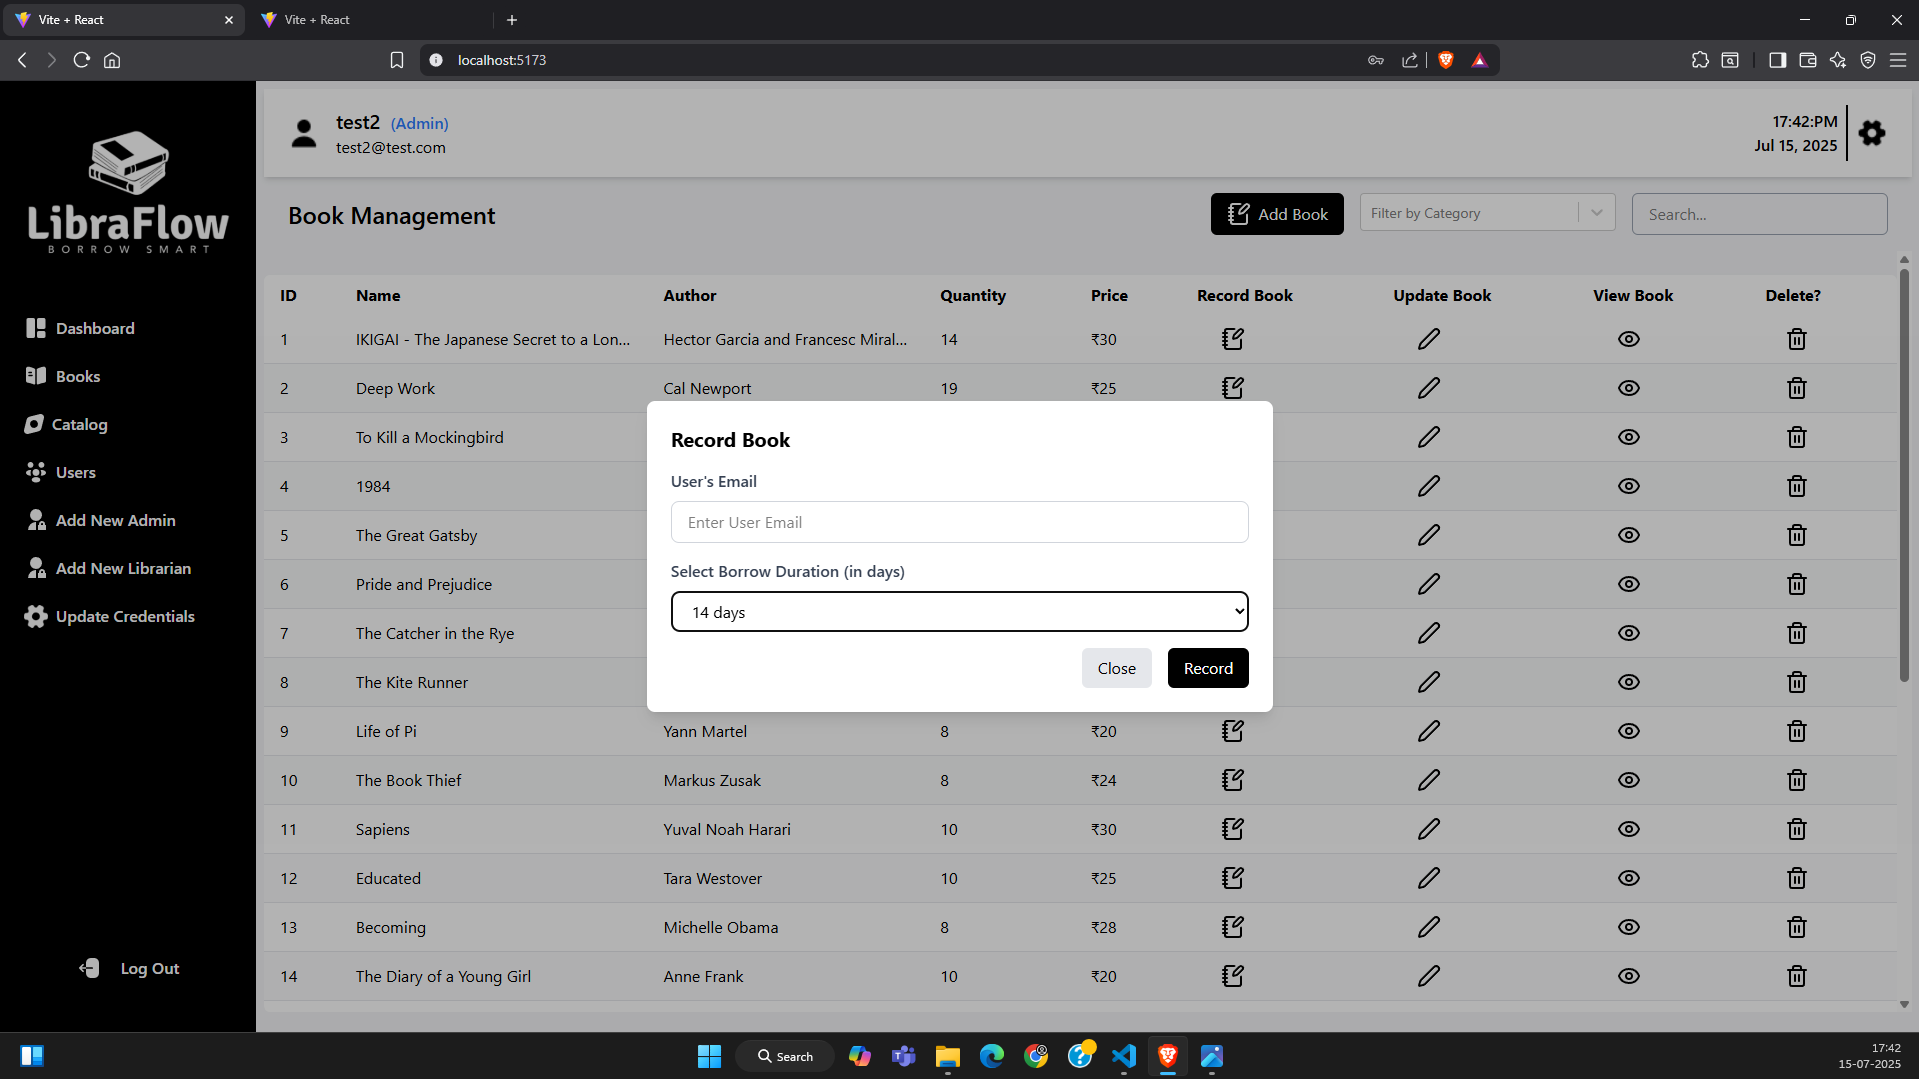 Vite + React
Vite + React
localhost:5173
LibraFlow
BORROW SMART
test2 (Admin)
test2@test.com
17:42:PM
Jul 15, 2025
Book Management
Add Book
Filter by Category
Search...
Dashboard
Books
Catalog
Users
Add New Admin
Add New Librarian
Update Credentials
Log Out
ID Name Author Quantity Price Record Book Update Book View Book Delete?
1 IKIGAI - The Japanese Secret to a Lon... Hector Garcia and Francesc Miral... 14 ₹30
2 Deep Work Cal Newport 19 ₹25
3 To Kill a Mockingbird
4 1984
5 The Great Gatsby
6 Pride and Prejudice
7 The Catcher in the Rye
8 The Kite Runner
9 Life of Pi Yann Martel 8 ₹20
10 The Book Thief Markus Zusak 8 ₹24
11 Sapiens Yuval Noah Harari 10 ₹30
12 Educated Tara Westover 10 ₹25
13 Becoming Michelle Obama 8 ₹28
14 The Diary of a Young Girl Anne Frank 10 ₹20
Record Book
User's Email
Enter User Email
Select Borrow Duration (in days)
14 days
Close
Record
Search
17:42
15-07-2025